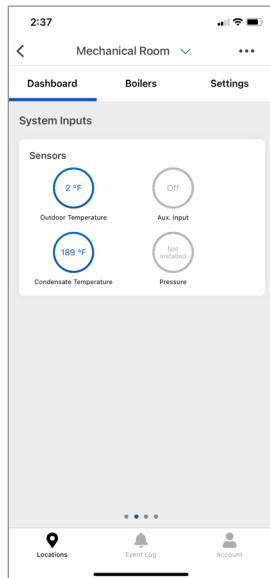 2:37
Mechanical Room
Dashboard Boilers Settings
System Inputs
Sensors
2 °F Off
Outdoor Temperature Aux. Input
189 °F Not Installed
Condensate Temperature Pressure
Locations Event Log Account